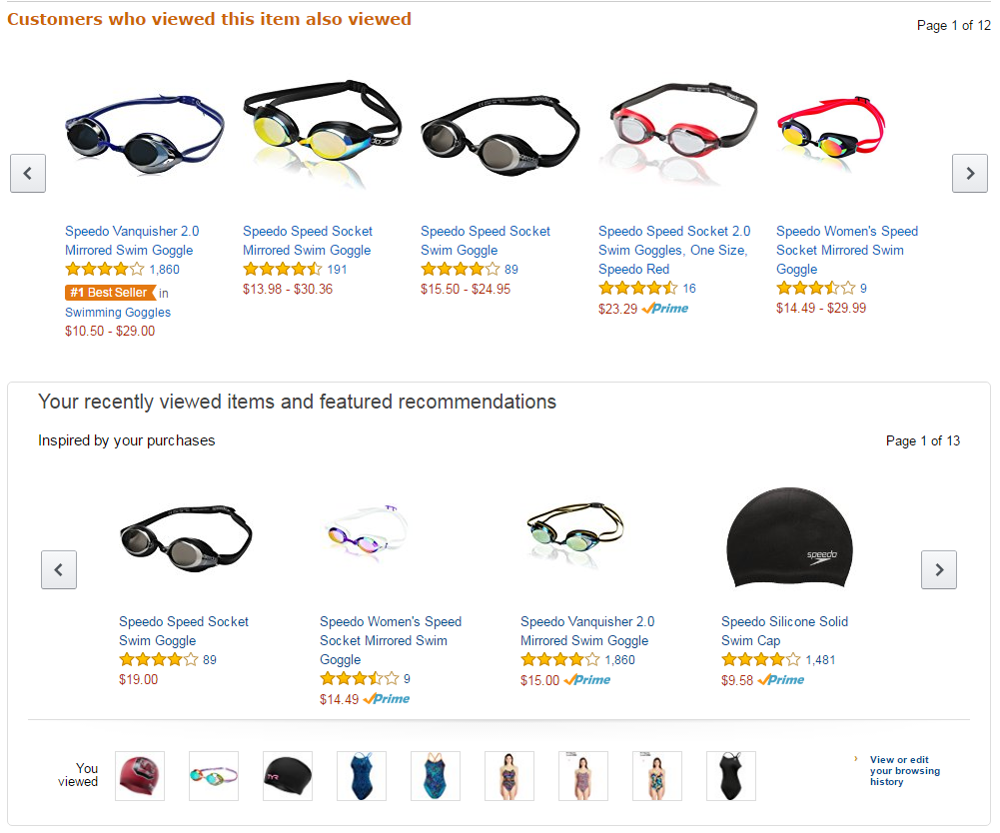 Customers who viewed this item also viewed
Page 1 of 12
Speedo Vanquisher 2.0
Mirrored Swim Goggle
1,860
#1 Best Seller in
Swimming Goggles
$10.50 - $29.00
Speedo Speed Socket
Mirrored Swim Goggle
191
$13.98 - $30.36
Speedo Speed Socket
Swim Goggle
89
$15.50 - $24.95
Speedo Speed Socket 2.0
Swim Goggles, One Size,
Speedo Red
16
$23.29 Prime
Speedo Women's Speed
Socket Mirrored Swim
Goggle
9
$14.49 - $29.99
Your recently viewed items and featured recommendations
Inspired by your purchases
Page 1 of 13
speedo
Speedo Speed Socket
Swim Goggle
89
$19.00
Speedo Women's Speed
Socket Mirrored Swim
Goggle
9
$14.49 Prime
Speedo Vanquisher 2.0
Mirrored Swim Goggle
1,860
$15.00 Prime
Speedo Silicone Solid
Swim Cap
1,481
$9.58 Prime
You
viewed
TYR
View or edit
your browsing
history